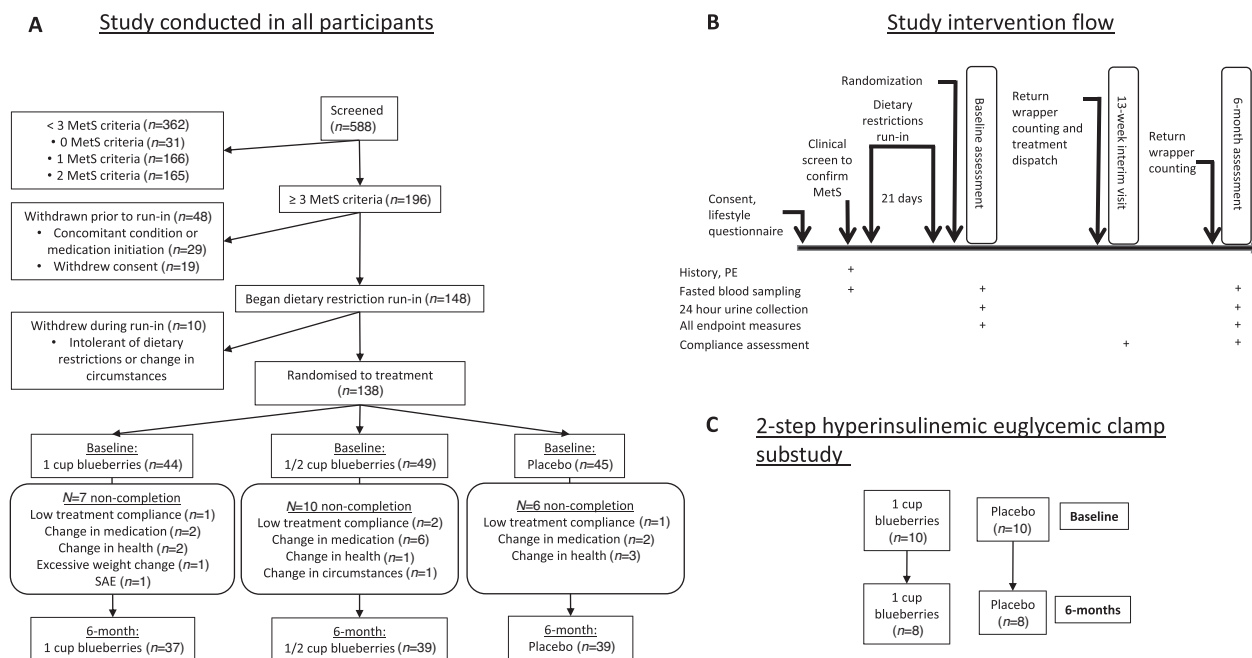 A
Study conducted in all participants
Screened
(n=588)
< 3 MetS criteria (n=362)
• 0 MetS criteria (n=31)
• 1 MetS criteria (n=166)
• 2 MetS criteria (n=165)
≥ 3 MetS criteria (n=196)
Withdrawn prior to run-in (n=48)
• Concomitant condition or
medication initiation (n=29)
• Withdrew consent (n=19)
Began dietary restriction run-in (n=148)
Withdrew during run-in (n=10)
• Intolerant of dietary
restrictions or change in
circumstances
Randomised to treatment
(n=138)
Baseline:
1 cup blueberries (n=44)
Baseline:
1/2 cup blueberries (n=49)
Baseline:
Placebo (n=45)
N=7 non-completion
Low treatment compliance (n=1)
Change in medication (n=2)
Change in health (n=2)
Excessive weight change (n=1)
SAE (n=1)
N=10 non-completion
Low treatment compliance (n=2)
Change in medication (n=6)
Change in health (n=1)
Change in circumstances (n=1)
N=6 non-completion
Low treatment compliance (n=1)
Change in medication (n=2)
Change in health (n=3)
6-month:
1 cup blueberries (n=37)
6-month:
1/2 cup blueberries (n=39)
6-month:
Placebo (n=39)
B
Study intervention flow
Consent,
lifestyle
questionnaire
Clinical
screen to
confirm
MetS
Dietary
restrictions
run-in
21 days
Randomization
Baseline assessment
Return
wrapper
counting and
treatment
dispatch
13-week interim visit
Return
wrapper
counting
6-month assessment
History, PE +
Fasted blood sampling + + +
24 hour urine collection + +
All endpoint measures + +
Compliance assessment + +
C
2-step hyperinsulinemic euglycemic clamp
substudy
1 cup
blueberries
(n=10)
Placebo
(n=10)
Baseline
1 cup
blueberries
(n=8)
Placebo
(n=8)
6-months